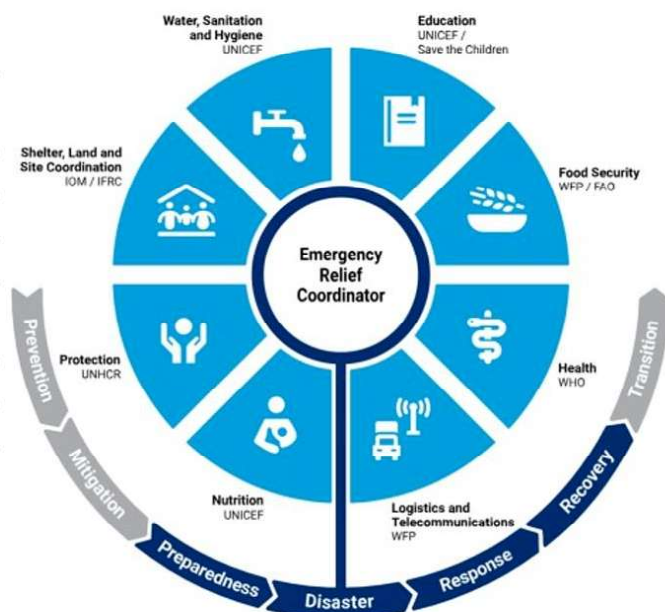 Water, Sanitation
and Hygiene
UNICEF
Education
UNICEF /
Save the Children
Shelter, Land and
Site Coordination
IOM / IFRC
Food Security
WFP / FAO
Emergency
Relief
Coordinator
Protection
UNHCR
Health
WHO
Nutrition
UNICEF
Logistics and
Telecommunications
WFP
Prevention
Mitigation
Preparedness
Disaster
Response
Recovery
Transition